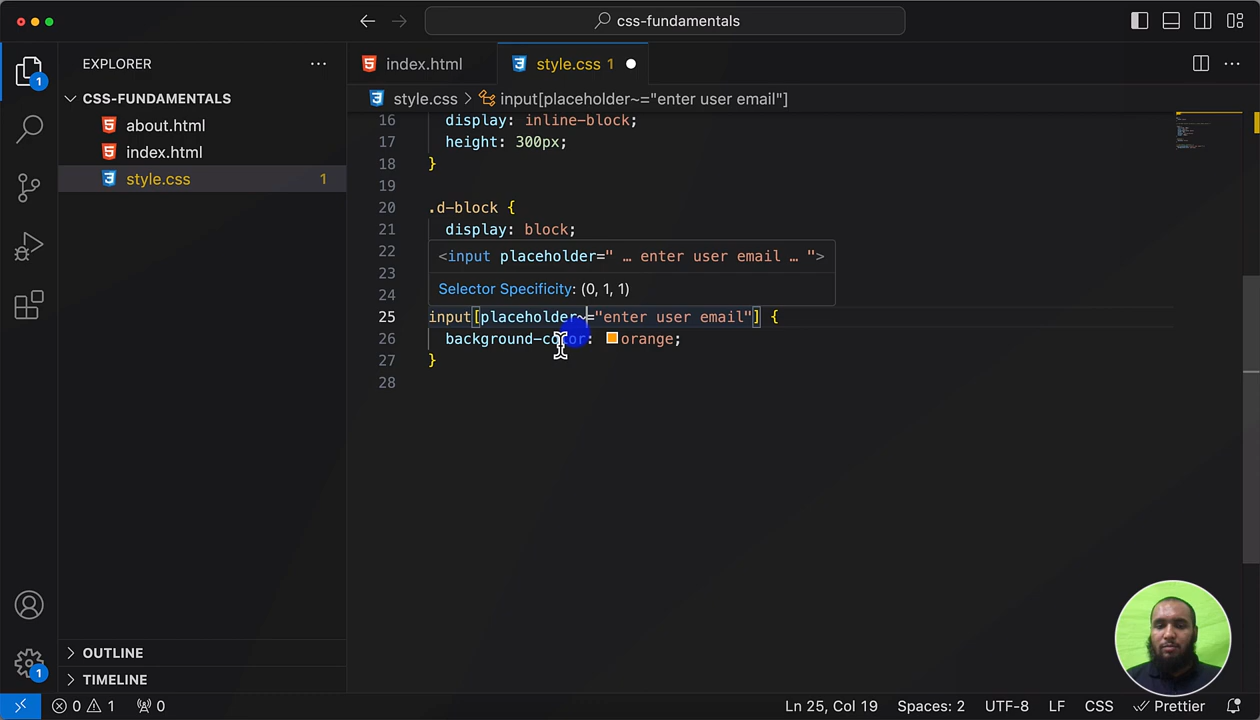 css-fundamentals
EXPLORER
index.html
style.css 1
1
CSS-FUNDAMENTALS
style.css > input[placeholder~="enter user email"]
about.html
index.html
style.css 1
16 display: inline-block;
17 height: 300px;
18 }
19
20 .d-block {
21 display: block;
22 <input placeholder=" … enter user email … ">
23 Selector Specificity: (0, 1, 1)
24
25 input[placeholder~="enter user email"] {
26 background-color: orange;
27 }
28
OUTLINE
1
TIMELINE
0 1 0
Ln 25, Col 19 Spaces: 2 UTF-8 LF CSS Prettier